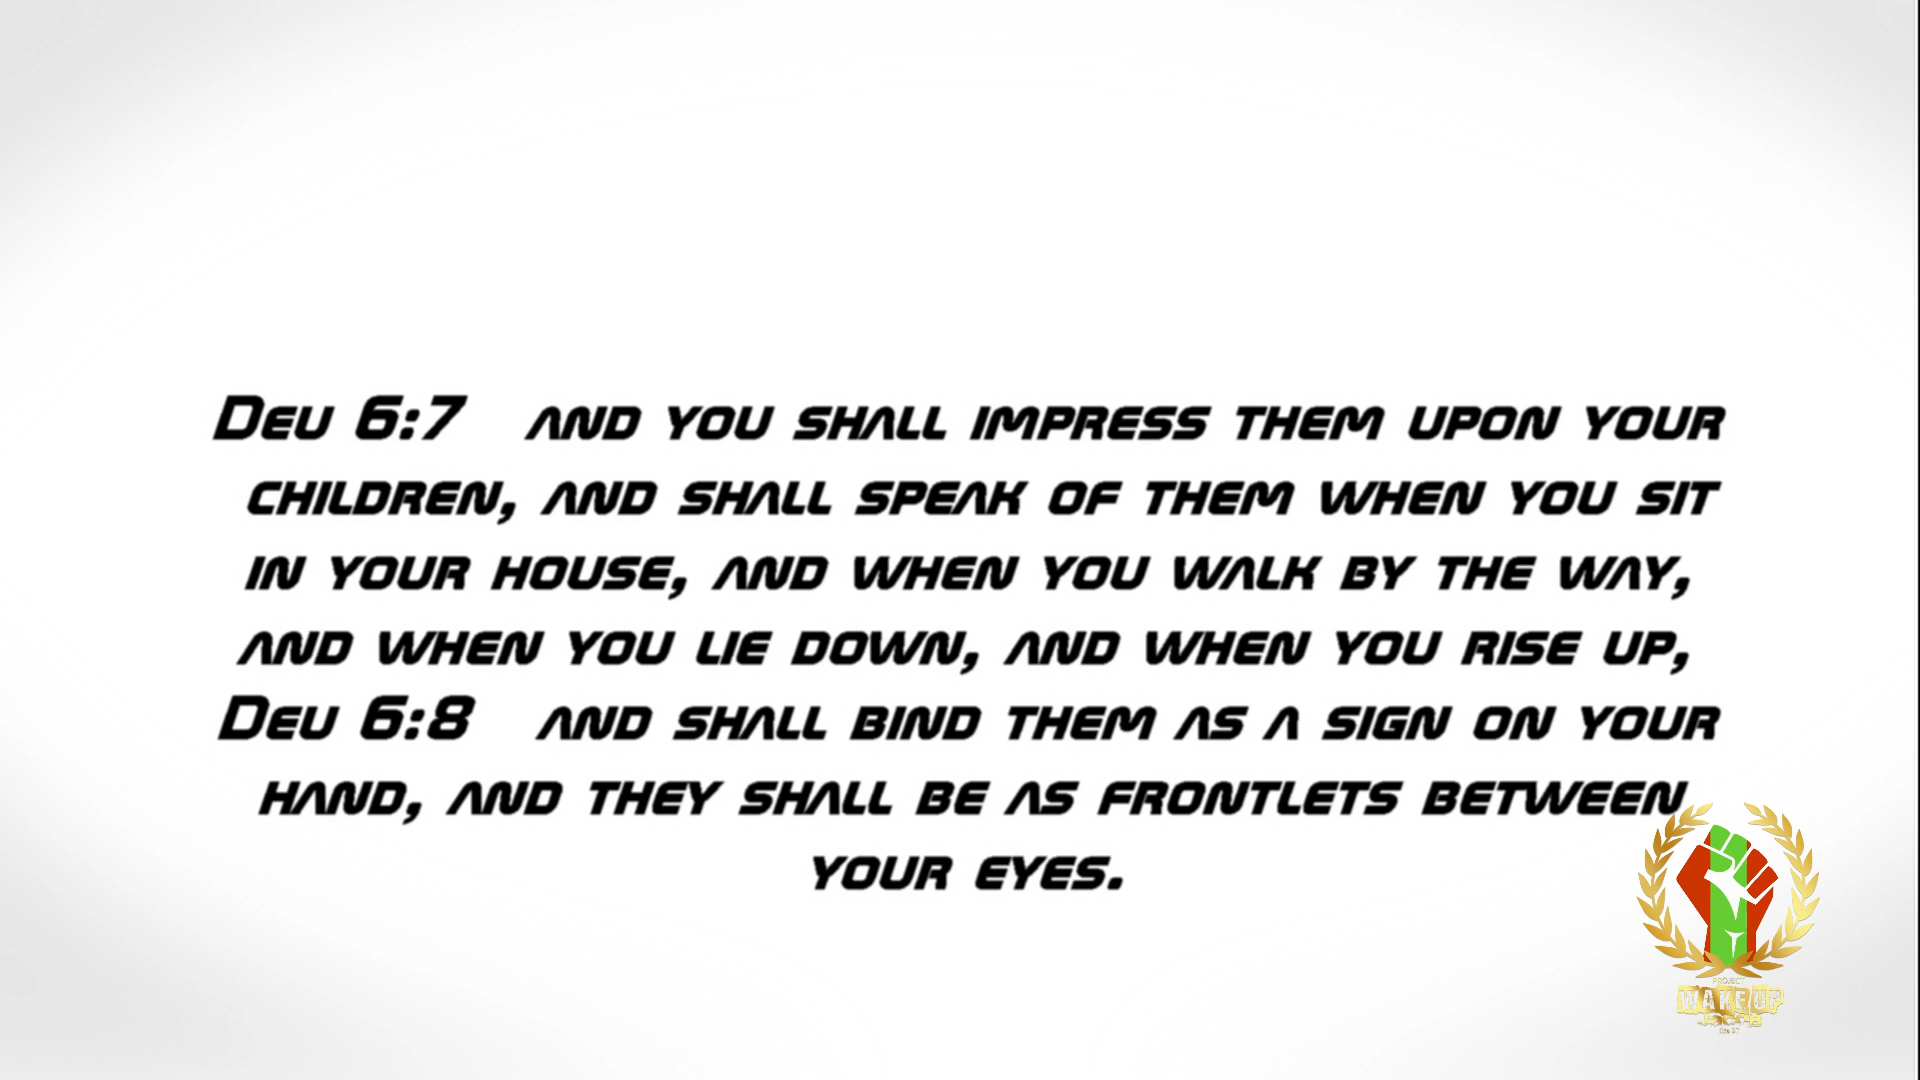 Deu 6:7 and you shall impress them upon your
children, and shall speak of them when you sit
in your house, and when you walk by the way,
and when you lie down, and when you rise up,
Deu 6:8 and shall bind them as a sign on your
hand, and they shall be as frontlets between
your eyes.
PROJECT
WAKE UP